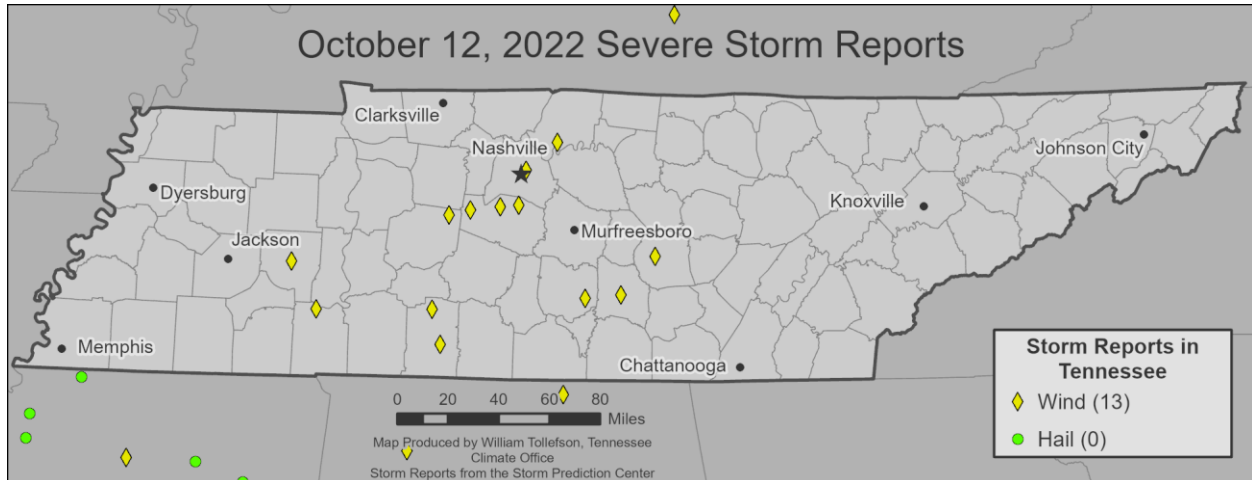 October 12, 2022 Severe Storm Reports
Clarksville
Nashville
Johnson City
Dyersburg
Knoxville
Murfreesboro
Jackson
Memphis
Chattanooga
0 20 40 60 80
Miles
Map Produced by William Tollefson, Tennessee
Climate Office
Storm Reports from the Storm Prediction Center
Storm Reports in
Tennessee
Wind (13)
Hail (0)